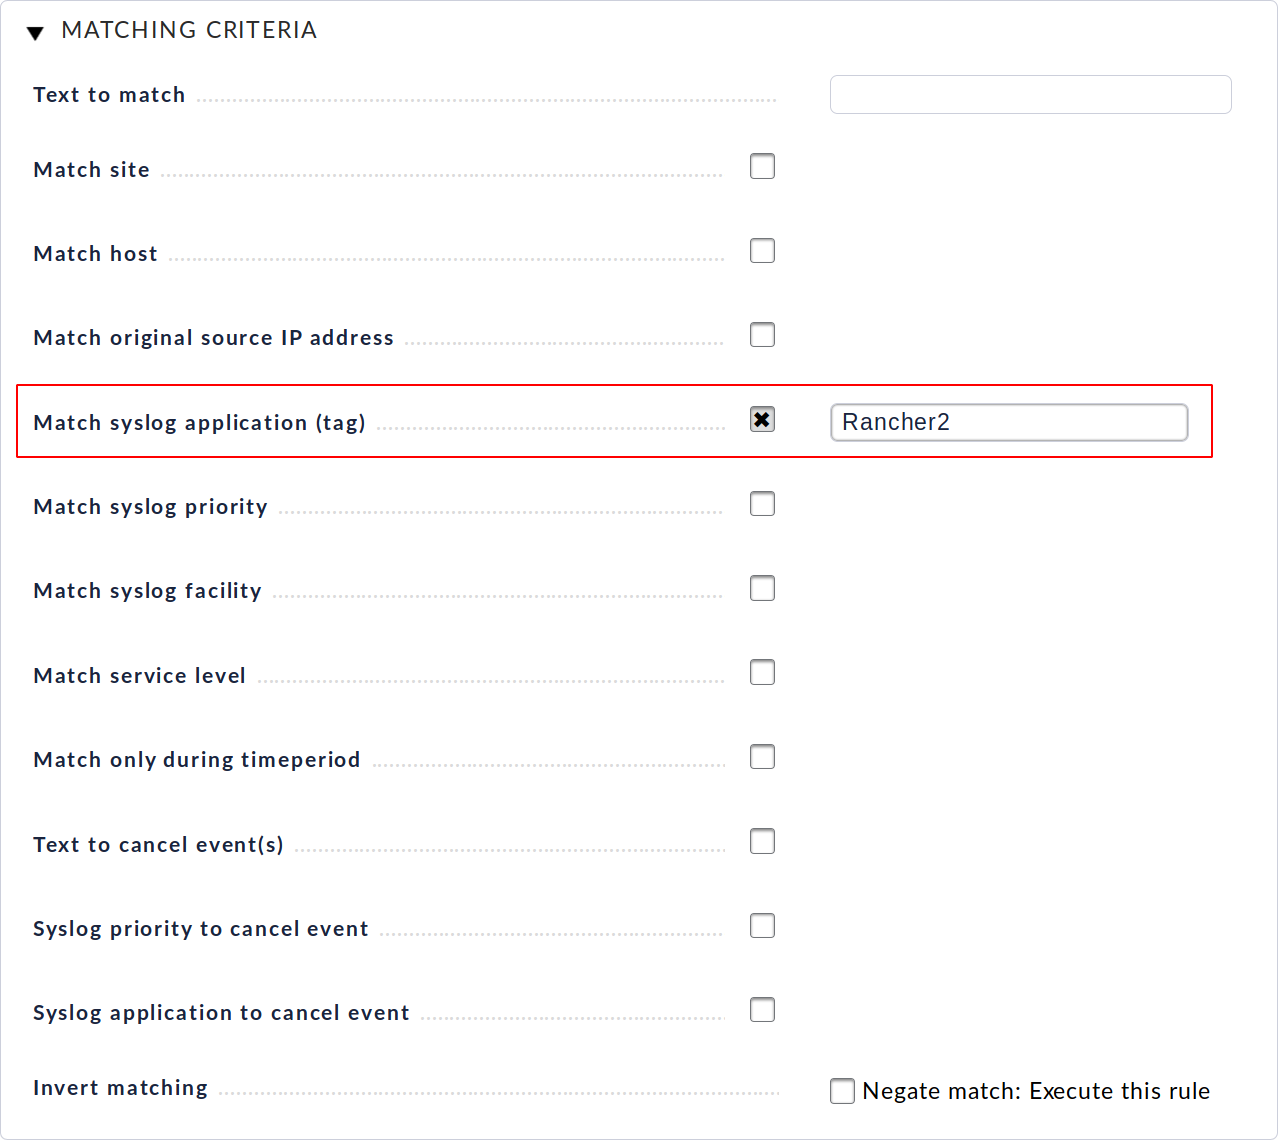 MATCHING CRITERIA
Text to match
Match site
Match host
Match original source IP address
Match syslog application (tag) Rancher2
Match syslog priority
Match syslog facility
Match service level
Match only during timeperiod
Text to cancel event(s)
Syslog priority to cancel event
Syslog application to cancel event
Invert matching Negate match: Execute this rule